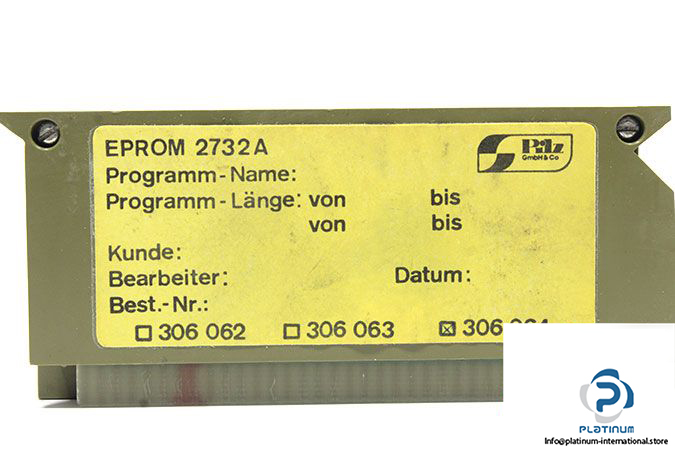 EPROM 2732A
Pilz
GmbH & Co
Programm-Name:
Programm-Länge: von bis
von bis
Kunde:
Bearbeiter: Datum:
Best.-Nr.:
☐ 306 062 ☐ 306 063 ☒ 306
PLATINUM
info@platinum-international.store